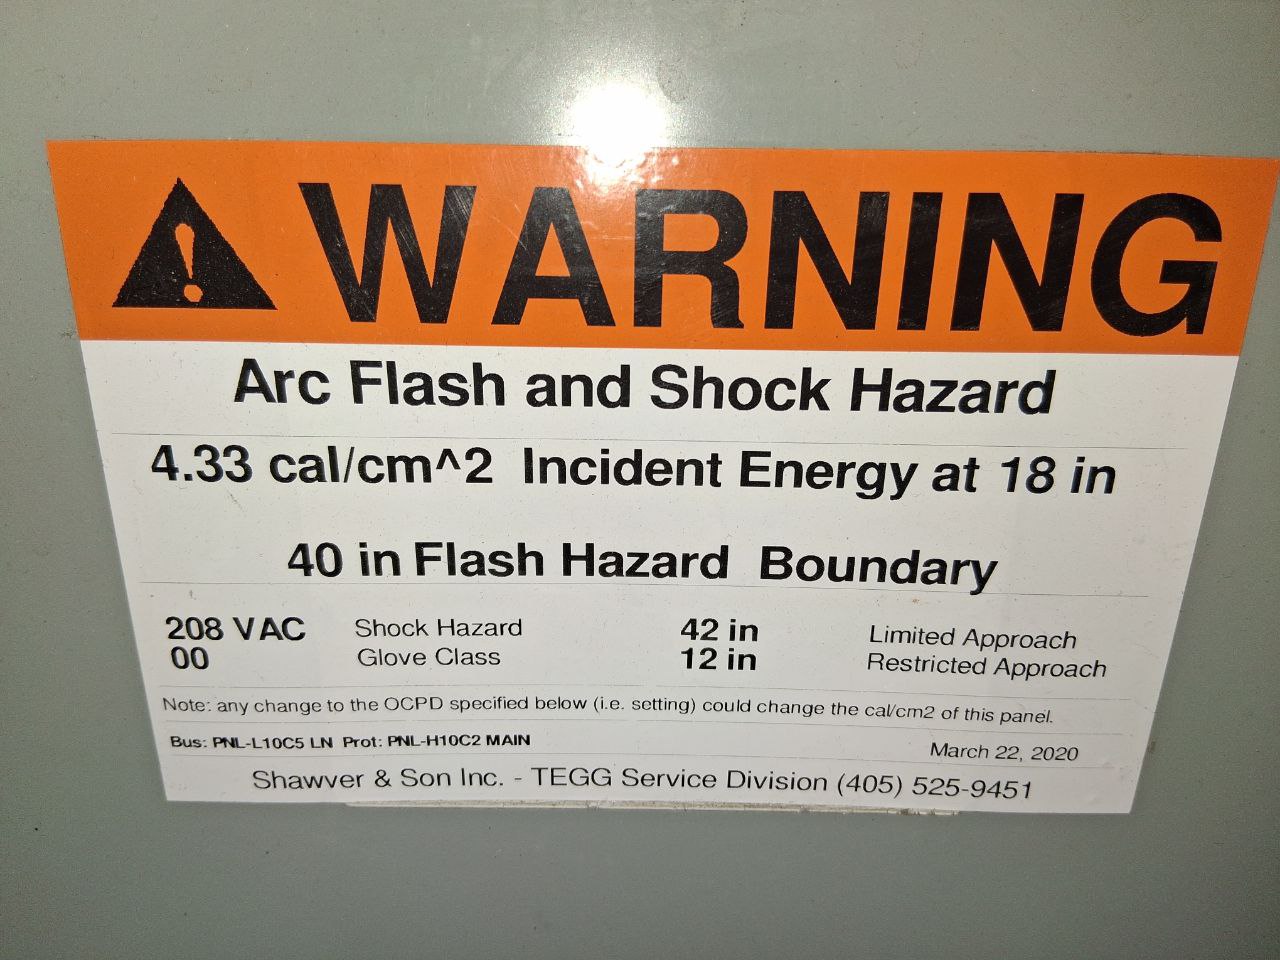 WARNING
Arc Flash and Shock Hazard
4.33 cal/cm^2 Incident Energy at 18 in
40 in Flash Hazard Boundary
208 VAC Shock Hazard 42 in Limited Approach
00 Glove Class 12 in Restricted Approach
Note: any change to the OCPD specified below (i.e. setting) could change the cal/cm2 of this panel.
Bus: PNL-L10C5 LN Prot: PNL-H10C2 MAIN March 22, 2020
Shawver & Son Inc. - TEGG Service Division (405) 525-9451